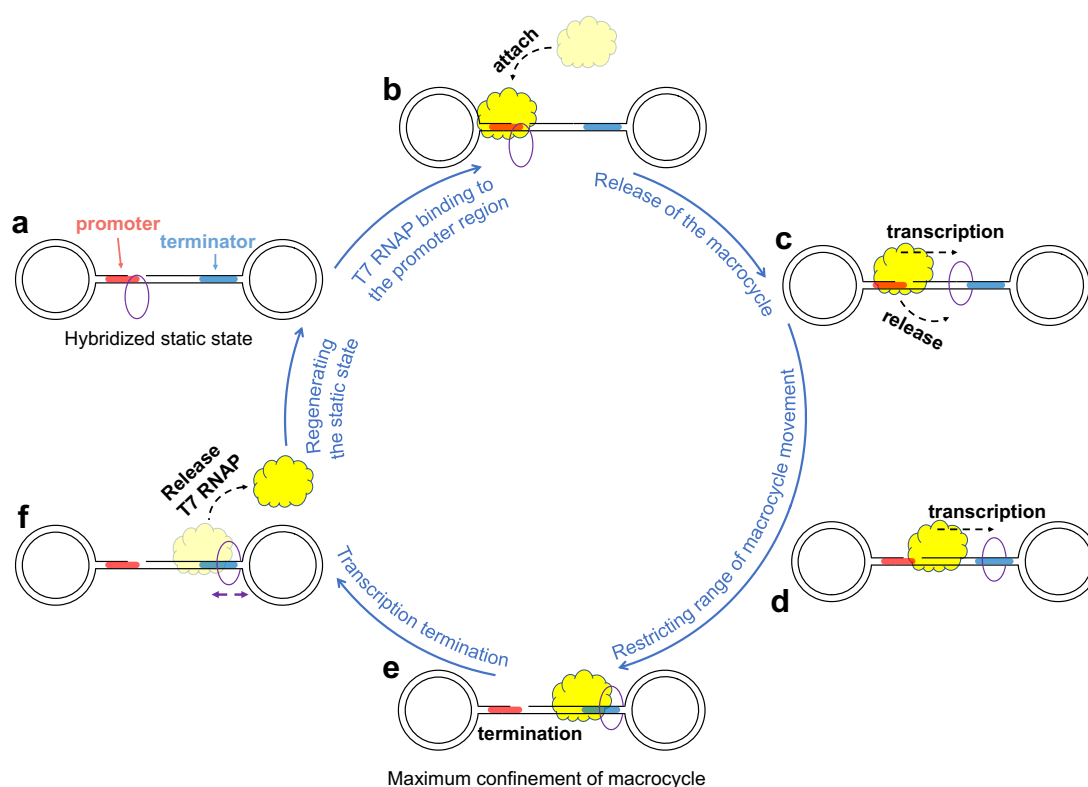 attach
b
T7 RNAP binding to
the promoter region
Release of the macrocycle
a
promoter
terminator
Hybridized static state
c
transcription
release
Regenerating
the static state
Restricting range of macrocycle movement
Release
T7 RNAP
f
transcription
d
Transcription termination
e
termination
Maximum confinement of macrocycle